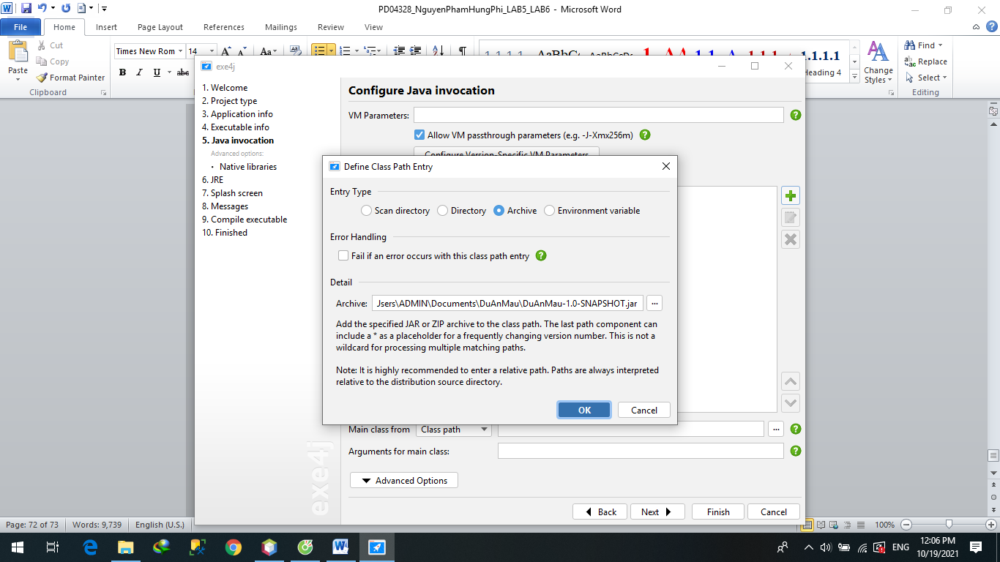 PD04328_NguyenPhamHungPhi_LAB5_LAB6 - Microsoft Word
File Home Insert Page Layout References Mailings Review View
Paste
Cut
Copy
Format Painter
Clipboard
Times New Rom 14
B I U abc
AaBbC
1.1.1.1
Heading 4
Change
Styles
Find
Replace
Select
Editing
exe4j
1. Welcome
2. Project type
3. Application info
4. Executable info
5. Java invocation
Advanced options:
• Native libraries
6. JRE
7. Splash screen
8. Messages
9. Compile executable
10. Finished
exe4j
Configure Java invocation
VM Parameters:
Allow VM passthrough parameters (e.g. -J-Xmx256m)
Configure Version-Specific VM Parameters
Define Class Path Entry
Entry Type
Scan directory Directory Archive Environment variable
Error Handling
Fail if an error occurs with this class path entry
Detail
Archive: Jsers\ADMIN\Documents\DuAnMau\DuAnMau-1.0-SNAPSHOT.jar ...
Add the specified JAR or ZIP archive to the class path. The last path component can
include a * as a placeholder for a frequently changing version number. This is not a
wildcard for processing multiple matching paths.
Note: It is highly recommended to enter a relative path. Paths are always interpreted
relative to the distribution source directory.
OK Cancel
Main class from Class path ...
Arguments for main class:
Advanced Options
Back Next Finish Cancel
Page: 72 of 73 Words: 9,739 English (U.S.) 100%
ENG
12:06 PM
10/19/2021